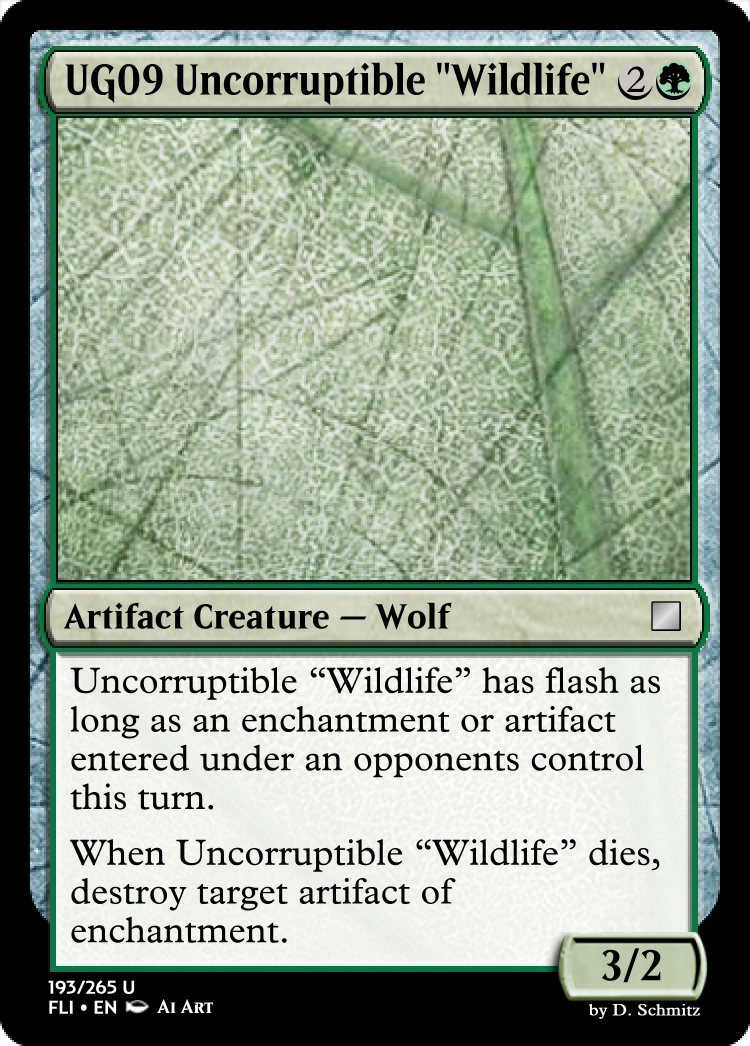 UG09 Uncorruptible "Wildlife" 2
Artifact Creature — Wolf
Uncorruptible “Wildlife” has flash as
long as an enchantment or artifact
entered under an opponents control
this turn.
When Uncorruptible “Wildlife” dies,
destroy target artifact of
enchantment.
3/2
193/265 U
FLI • EN AI ART
by D. Schmitz